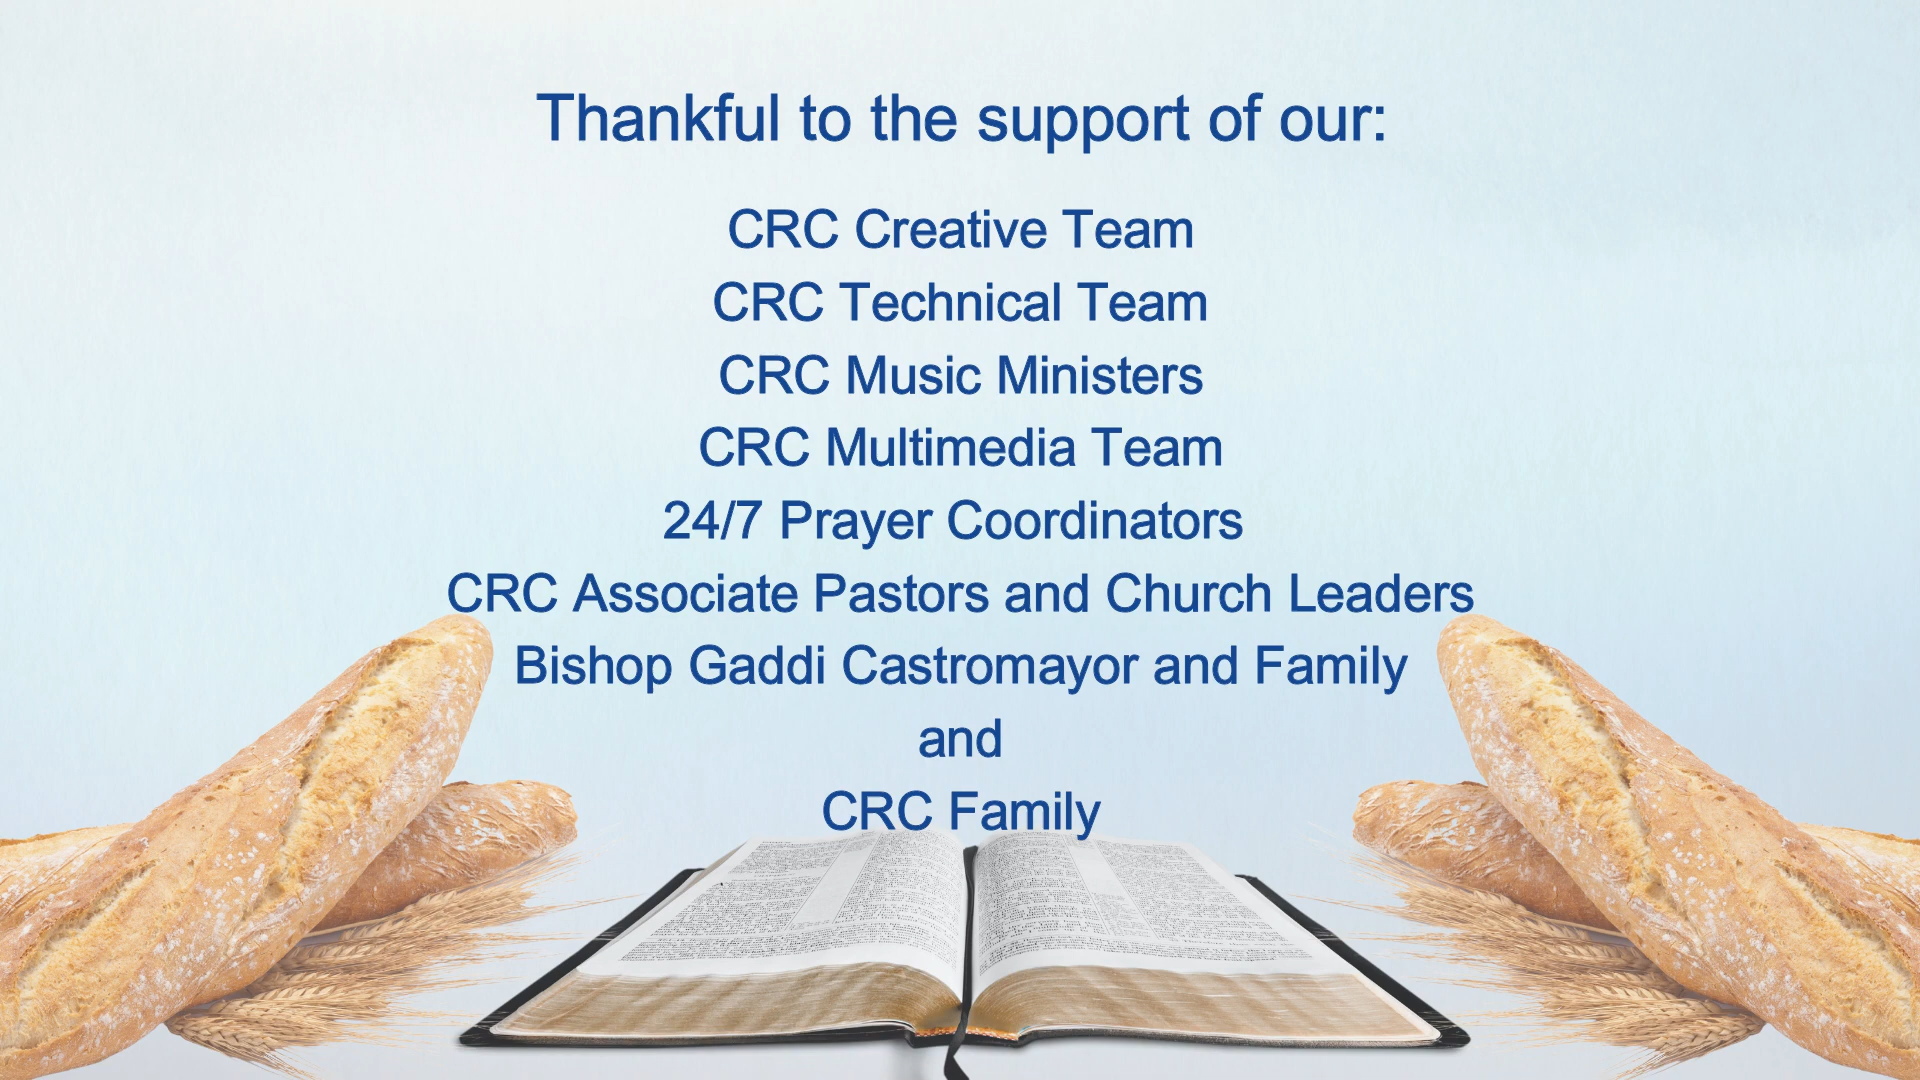 Thankful to the support of our:
CRC Creative Team
CRC Technical Team
CRC Music Ministers
CRC Multimedia Team
24/7 Prayer Coordinators
CRC Associate Pastors and Church Leaders
Bishop Gaddi Castromayor and Family
and
CRC Family